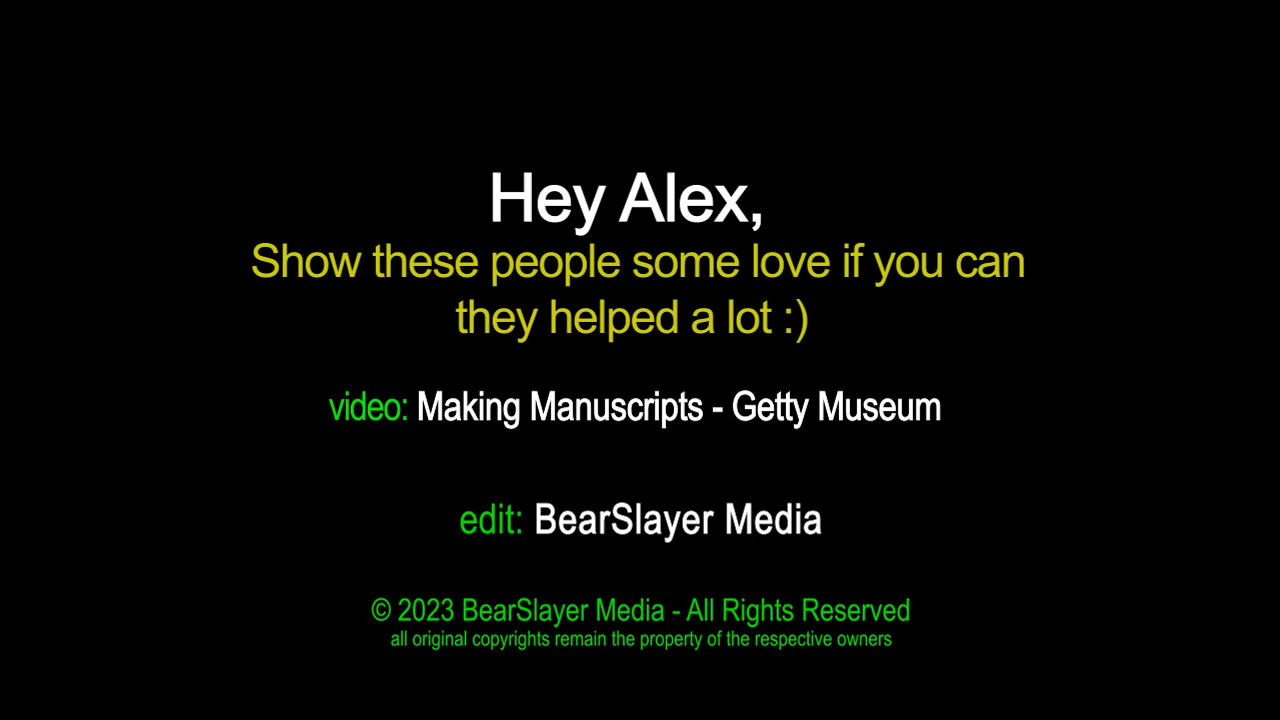 Hey Alex,
Show these people some love if you can
they helped a lot :)
video: Making Manuscripts - Getty Museum
edit: BearSlayer Media
© 2023 BearSlayer Media - All Rights Reserved
all original copyrights remain the property of the respective owners